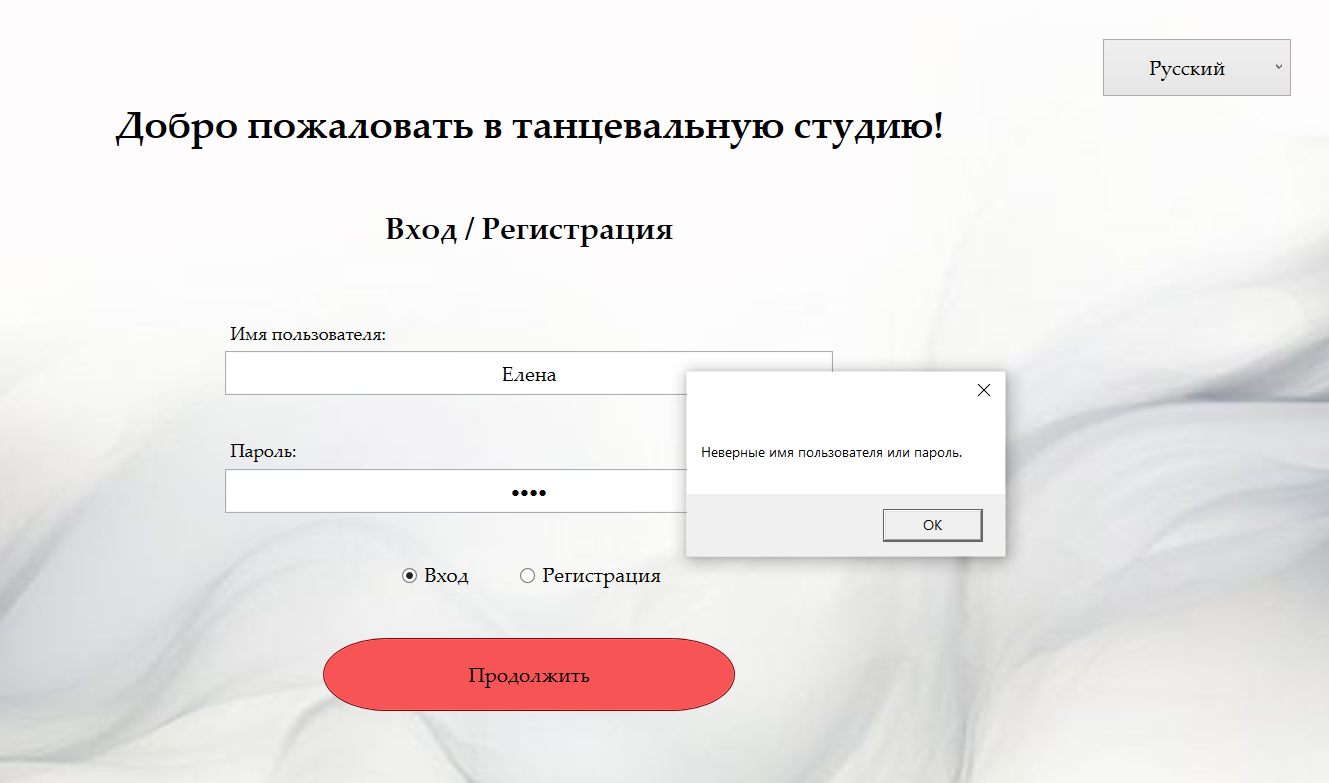 Русский
Добро пожаловать в танцевальную студию!
Вход / Регистрация
Имя пользователя:
Елена
Пароль:
••••
Неверные имя пользователя или пароль.
OK
Вход
Регистрация
Продолжить